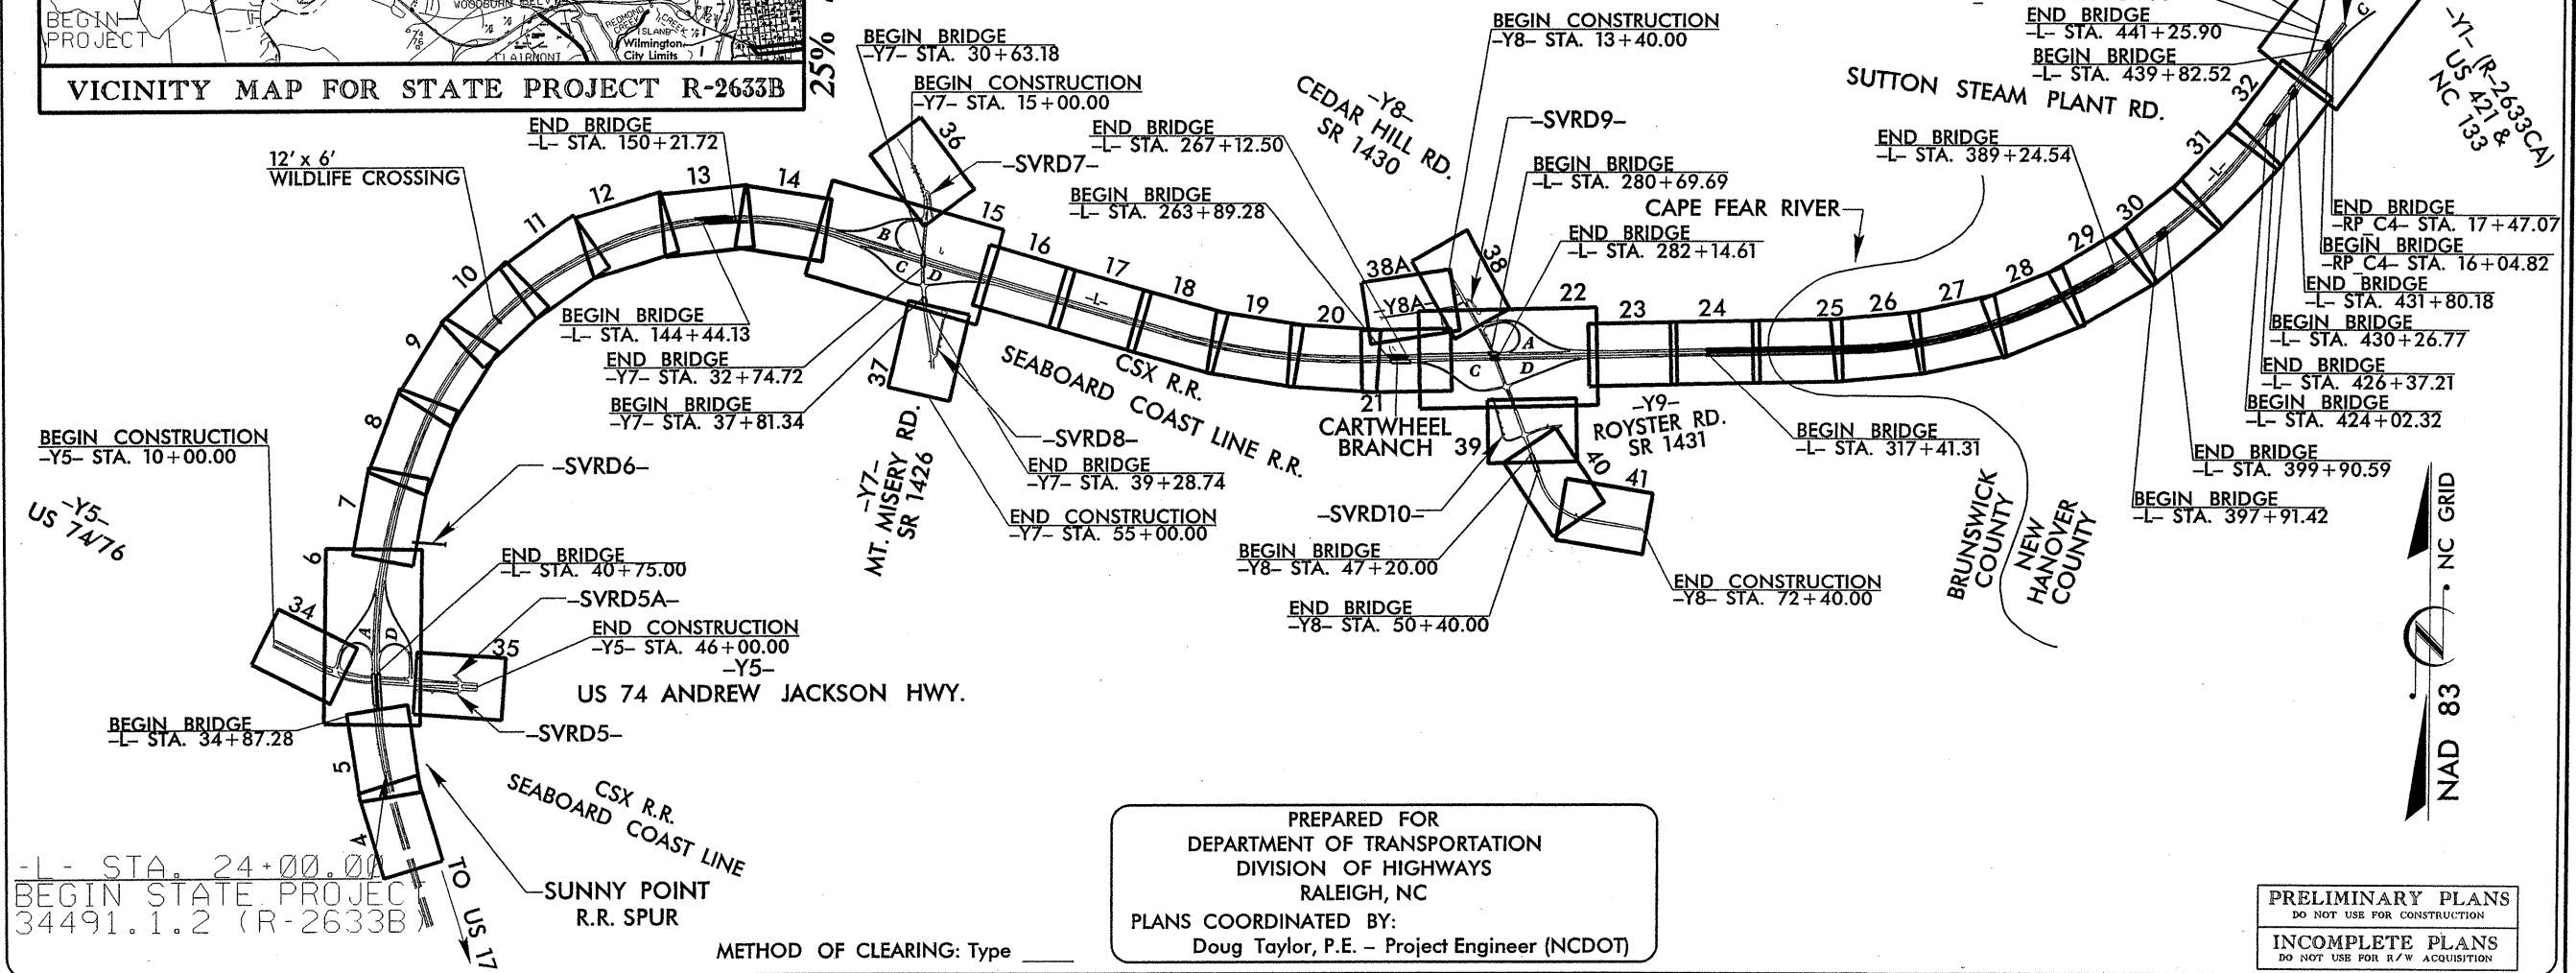 BEGIN
PROJECT
Wilmington
City Limits
ISLAND
VICINITY MAP FOR STATE PROJECT R-2633B
25%
BEGIN BRIDGE
-Y7- STA. 30+63.18
BEGIN CONSTRUCTION
-Y7- STA. 15+00.00
END BRIDGE
-L- STA. 150+21.72
12' x 6'
WILDLIFE CROSSING
36
-SVRD7-
END BRIDGE
-L- STA. 267+12.50
BEGIN BRIDGE
-L- STA. 263+89.28
-Y8-
CEDAR HILL RD.
SR 1430
BEGIN CONSTRUCTION
-Y8- STA. 13+40.00
-SVRD9-
BEGIN BRIDGE
-L- STA. 280+69.69
CAPE FEAR RIVER
END BRIDGE
-L- STA. 282+14.61
SUTTON STEAM PLANT RD.
END BRIDGE
-L- STA. 389+24.54
END BRIDGE
-L- STA. 441+25.90
BEGIN BRIDGE
-L- STA. 439+82.52
C
-Y1- (R-2633CA)
US 421 &
NC 133
END BRIDGE
-RP_C4- STA. 17+47.07
BEGIN BRIDGE
-RP_C4- STA. 16+04.82
END BRIDGE
-L- STA. 431+80.18
BEGIN BRIDGE
-L- STA. 430+26.77
END BRIDGE
-L- STA. 426+37.21
BEGIN BRIDGE
-L- STA. 424+02.32
END BRIDGE
-L- STA. 399+90.59
BEGIN BRIDGE
-L- STA. 397+91.42
4
5
6
7
8
9
10
11
12
13
14
15
16
17
18
19
20
21
22
23
24
25
26
27
28
29
30
31
32
-L-
-L-
B
C
D
38A
-Y8A-
38
A
C
D
BEGIN BRIDGE
-L- STA. 144+44.13
END BRIDGE
-Y7- STA. 32+74.72
BEGIN BRIDGE
-Y7- STA. 37+81.34
37
CSX R.R.
SEABOARD COAST LINE R.R.
-Y7-
MT. MISERY RD.
SR 1426
-SVRD8-
END BRIDGE
-Y7- STA. 39+28.74
END CONSTRUCTION
-Y7- STA. 55+00.00
CARTWHEEL
BRANCH
39
40
41
-Y9-
ROYSTER RD.
SR 1431
BEGIN BRIDGE
-L- STA. 317+41.31
-SVRD10-
BEGIN BRIDGE
-Y8- STA. 47+20.00
END BRIDGE
-Y8- STA. 50+40.00
END CONSTRUCTION
-Y8- STA. 72+40.00
BRUNSWICK
COUNTY
NEW
HANOVER
COUNTY
NC GRID
NAD 83
BEGIN CONSTRUCTION
-Y5- STA. 10+00.00
-SVRD6-
-Y5-
US 74/76
END BRIDGE
-L- STA. 40+75.00
-SVRD5A-
34
A
D
35
END CONSTRUCTION
-Y5- STA. 46+00.00
-Y5-
US 74 ANDREW JACKSON HWY.
-SVRD5-
BEGIN BRIDGE
-L- STA. 34+87.28
CSX R.R.
SEABOARD COAST LINE
SUNNY POINT
R.R. SPUR
TO US 17
-L- STA. 24+00.00
BEGIN STATE PROJEC
34491.1.2 (R-2633B)
METHOD OF CLEARING: Type ____
PREPARED FOR
DEPARTMENT OF TRANSPORTATION
DIVISION OF HIGHWAYS
RALEIGH, NC
PLANS COORDINATED BY:
Doug Taylor, P.E. – Project Engineer (NCDOT)
PRELIMINARY PLANS
DO NOT USE FOR CONSTRUCTION
INCOMPLETE PLANS
DO NOT USE FOR R/W ACQUISITION